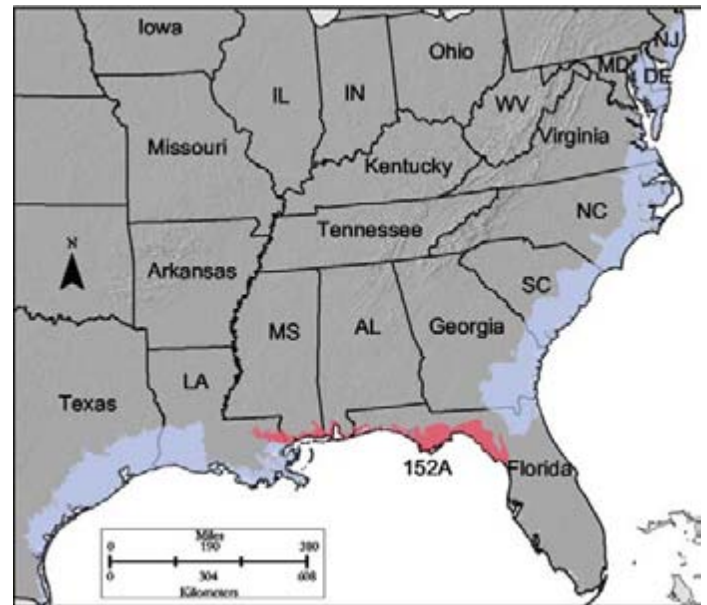 Iowa
Ohio
NJ
MD
IL
IN
DE
WV
Virginia
Missouri
Kentucky
NC
Tennessee
N
Arkansas
SC
MS
AL
Georgia
LA
Texas
152A
Florida
Miles
0 190 280
0 304 608
Kilometers